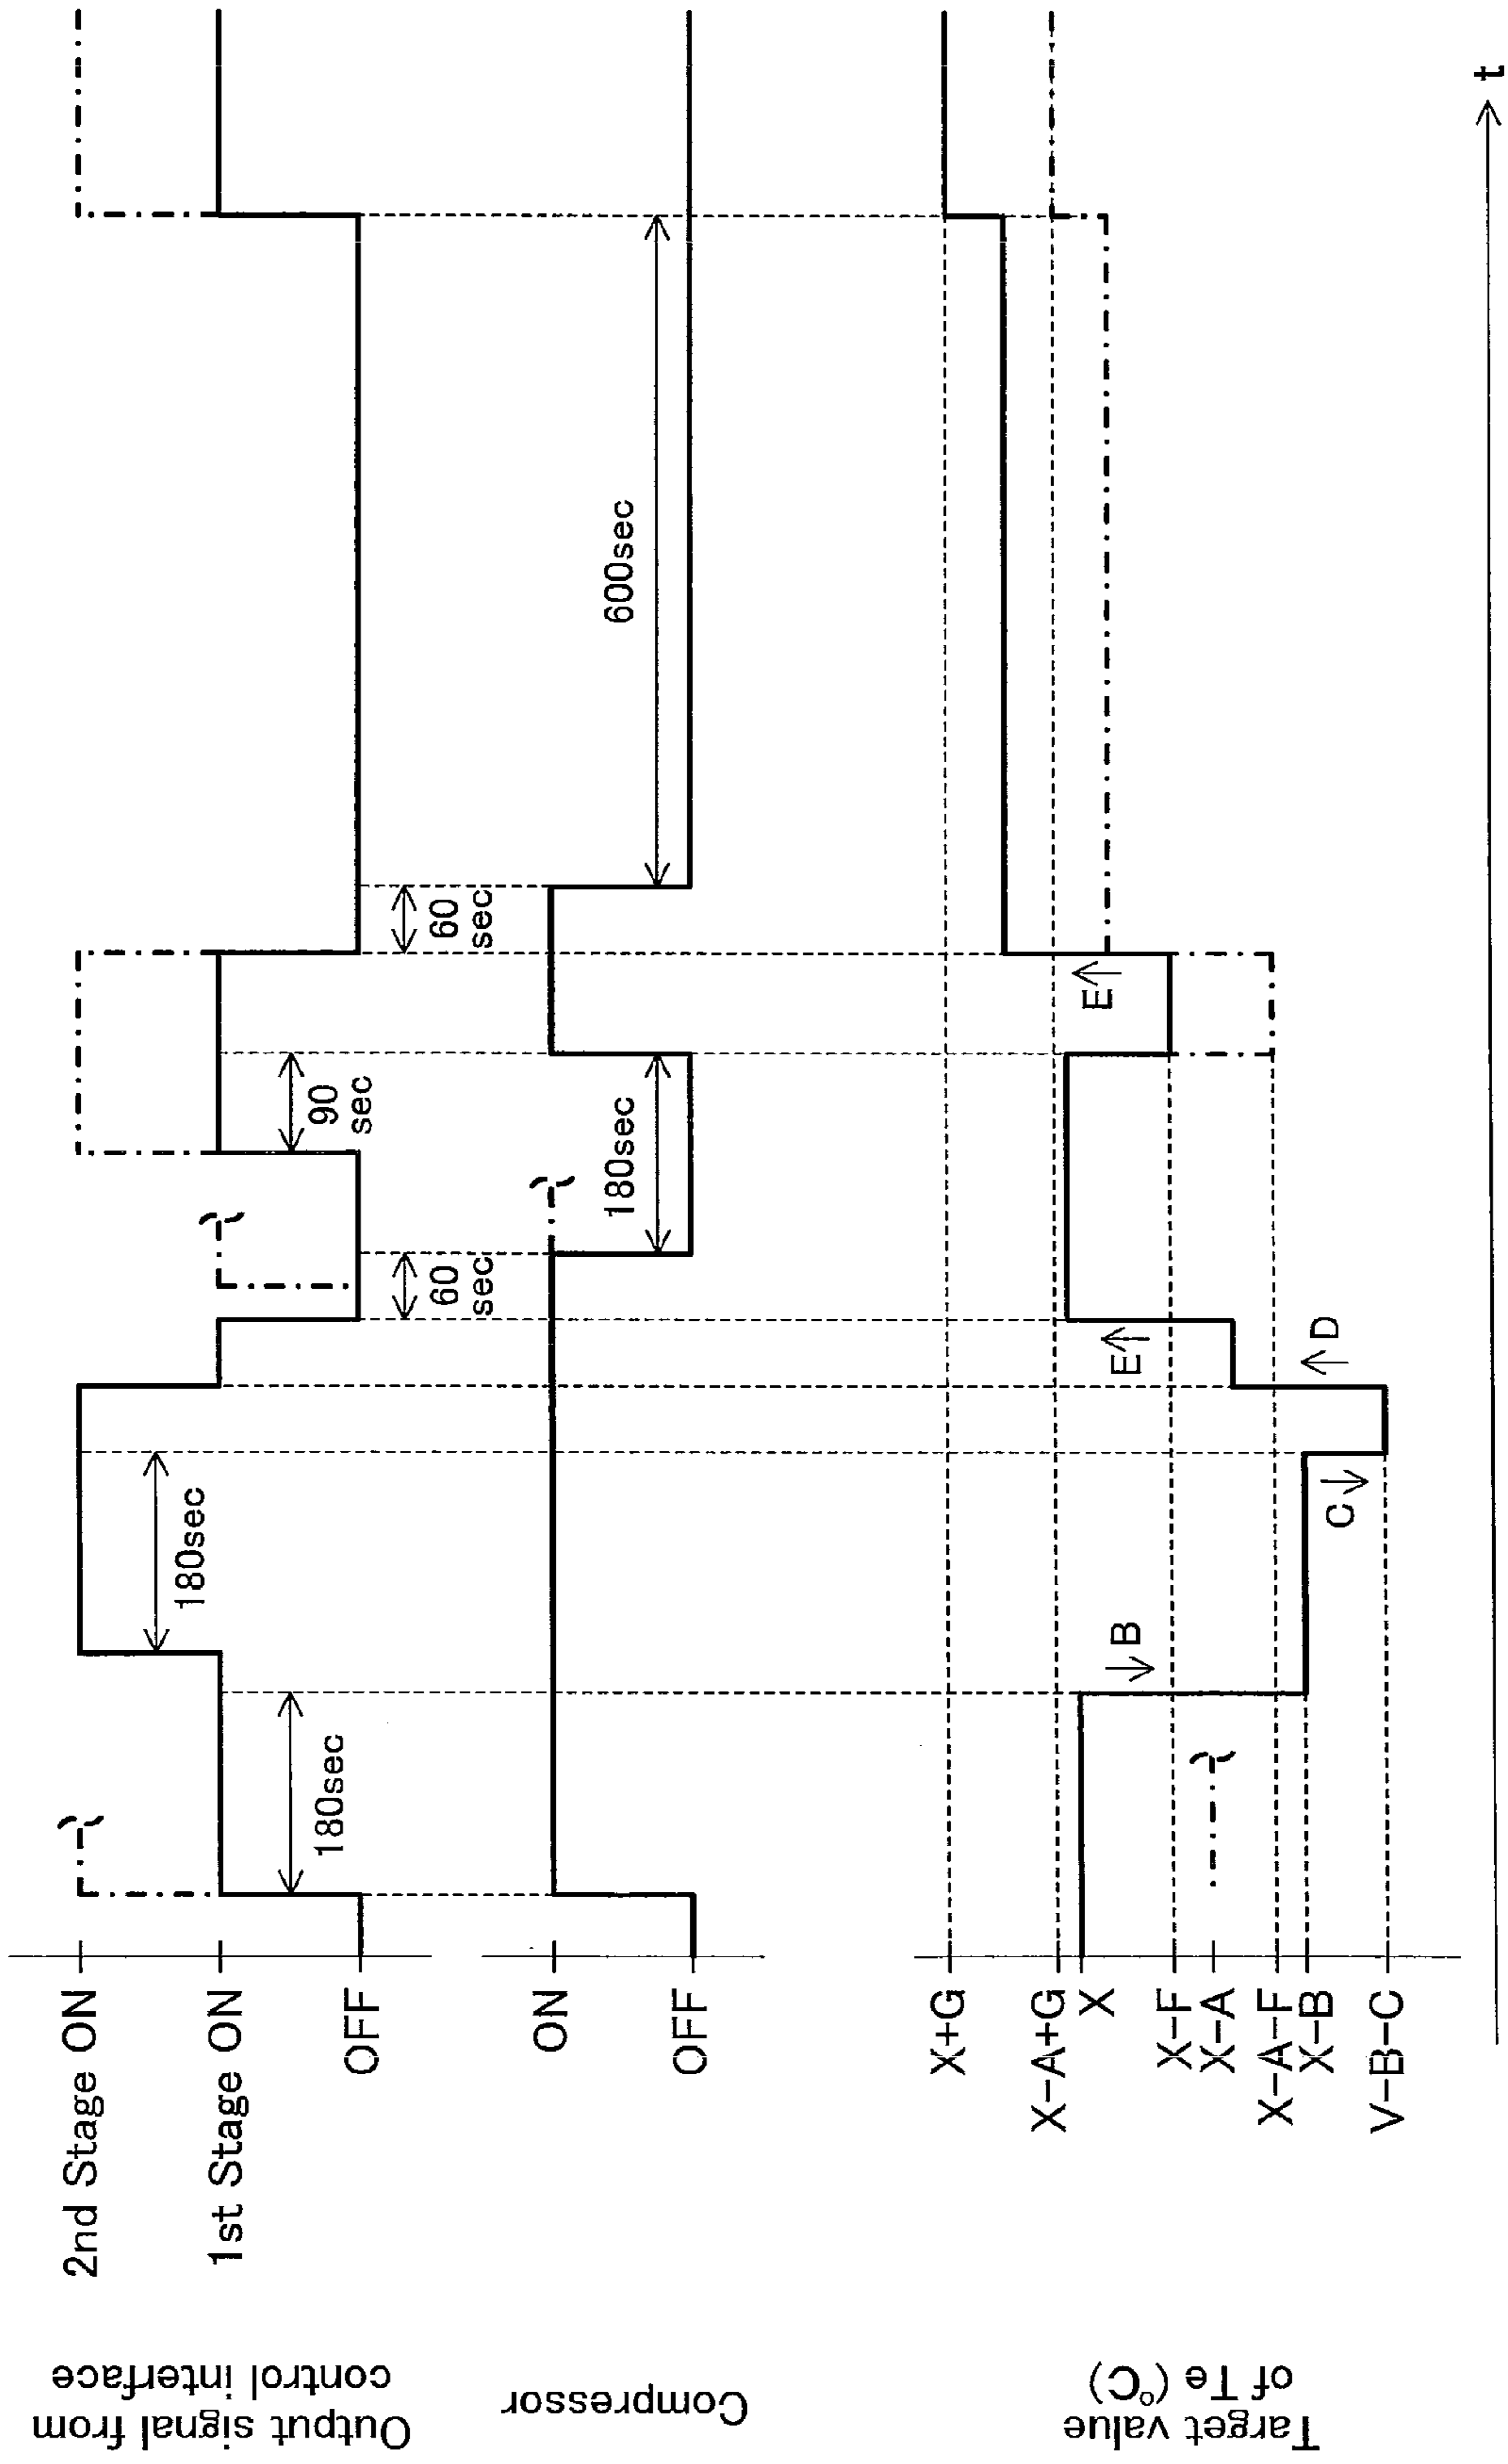 Output signal from
control interface
2nd Stage ON
1st Stage ON
OFF
180sec
180sec
60
sec
90
sec
60
sec
Compressor
ON
OFF
180sec
600sec
Target value
of Te (°C)
X+G
X-A+G
X
X-F
X-A
X-A-F
X-B
V-B-C
B
C
D
E
E
t